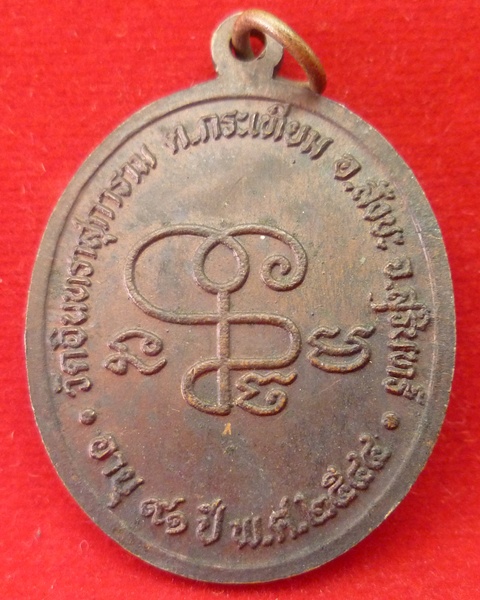 วัดอินทราสุการาม ต.กระเทียม อ.สังขะ จ.สุรินทร์
อายุ ๙๖ ปี พ.ศ.๒๕๔๔